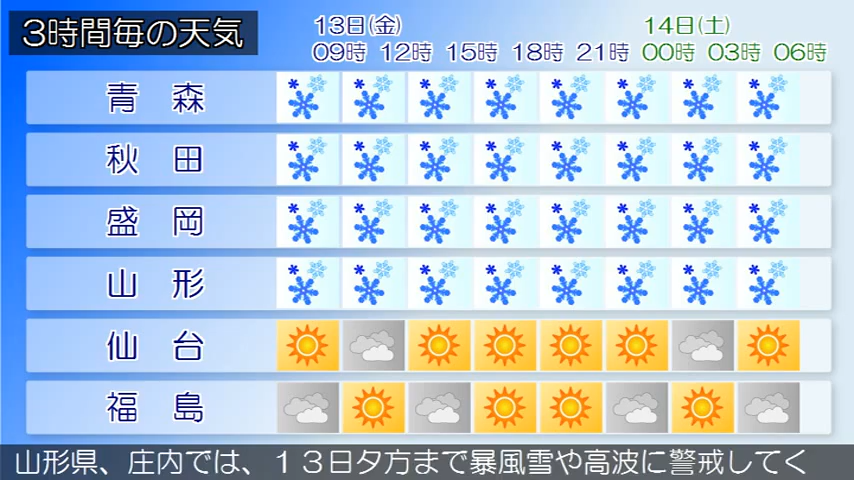 3時間毎の天気
13日(金) 14日(土)
09時 12時 15時 18時 21時 00時 03時 06時
青森
秋田
盛岡
山形
仙台
福島
山形県、庄内では、１３日夕方まで暴風雪や高波に警戒してく